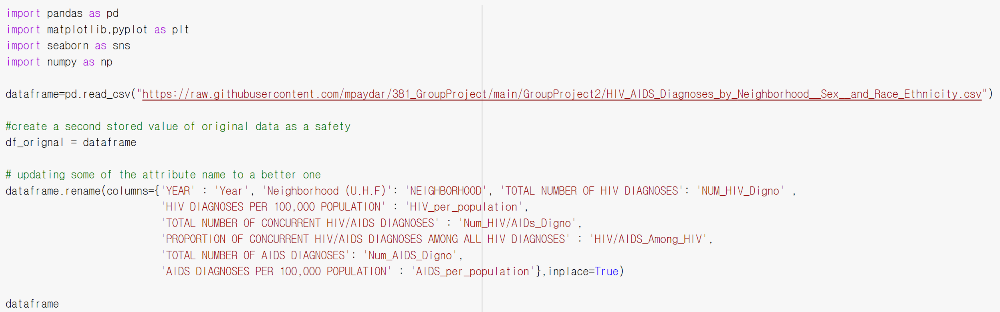 import pandas as pd
import matplotlib.pyplot as plt
import seaborn as sns
import numpy as np
dataframe=pd.read_csv("https://raw.githubusercontent.com/mpaydar/381_GroupProject/main/GroupProject2/HIV_AIDS_Diagnoses_by_Neighborhood__Sex__and_Race_Ethnicity.csv")
#create a second stored value of original data as a safety
df_orignal = dataframe
# updating some of the attribute name to a better one
dataframe.rename(columns={'YEAR' : 'Year', 'Neighborhood (U.H.F)': 'NEIGHBORHOOD', 'TOTAL NUMBER OF HIV DIAGNOSES': 'NUM_HIV_Digno' ,
'HIV DIAGNOSES PER 100,000 POPULATION' : 'HIV_per_population',
'TOTAL NUMBER OF CONCURRENT HIV/AIDS DIAGNOSES' : 'Num_HIV/AIDs_Digno',
'PROPORTION OF CONCURRENT HIV/AIDS DIAGNOSES AMONG ALL HIV DIAGNOSES' : 'HIV/AIDS_Among_HIV',
'TOTAL NUMBER OF AIDS DIAGNOSES': 'Num_AIDS_Digno',
'AIDS DIAGNOSES PER 100,000 POPULATION' : 'AIDS_per_population'},inplace=True)
dataframe